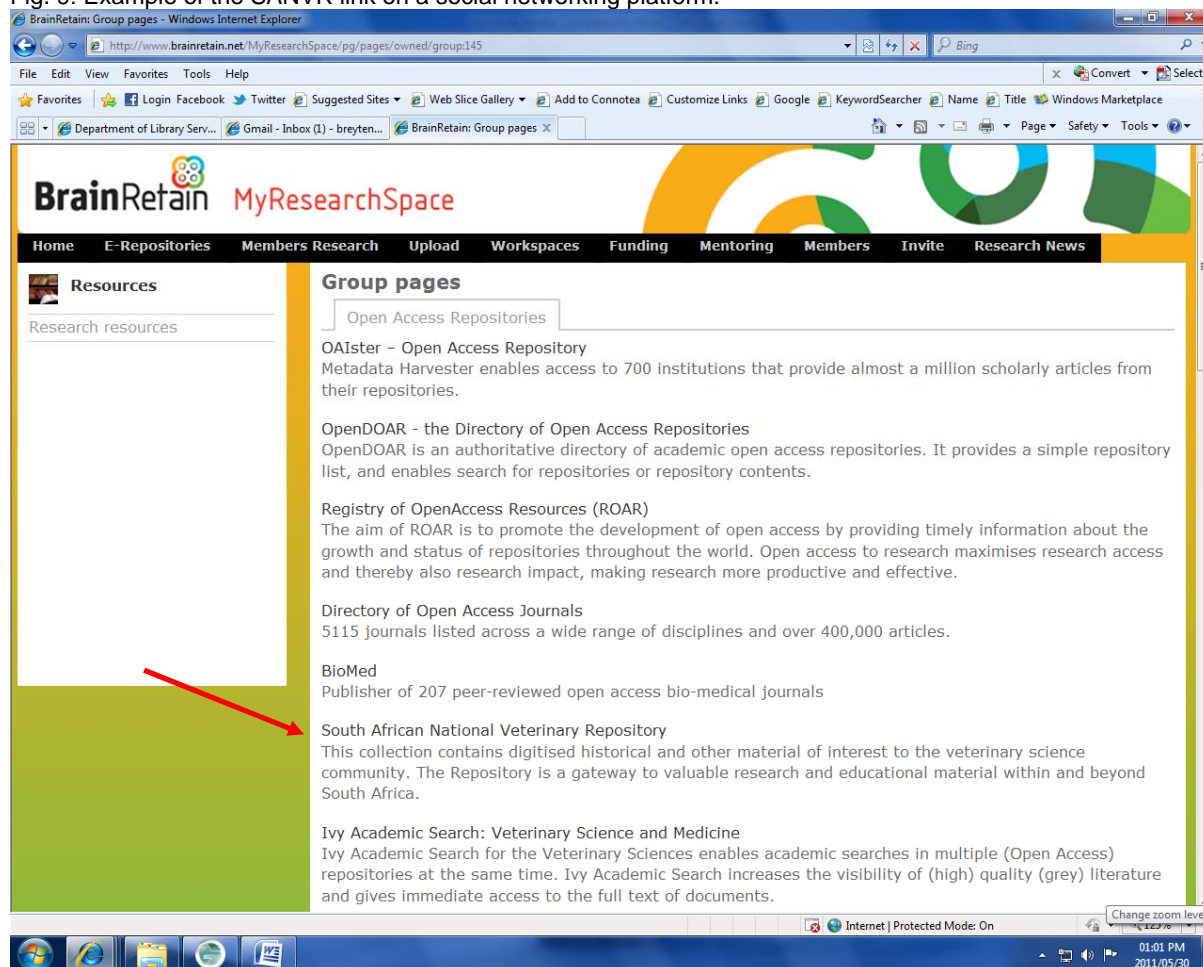 Fig. 9. Example of the SANVR link on a social networking platform.
BrainRetain: Group pages - Windows Internet Explorer
http://www.brainretain.net/MyResearchSpace/pg/pages/owned/group:145
Bing
File Edit View Favorites Tools Help
x Convert Select
Favorites Login Facebook Twitter Suggested Sites Web Slice Gallery Add to Connotea Customize Links Google KeywordSearcher Name Title Windows Marketplace
Department of Library Serv... Gmail - Inbox (1) - breyten... BrainRetain: Group pages X
Page Safety Tools
BrainRetain MyResearchSpace
Home E-Repositories Members Research Upload Workspaces Funding Mentoring Members Invite Research News
Resources
Research resources
Group pages
Open Access Repositories
OAIster – Open Access Repository
Metadata Harvester enables access to 700 institutions that provide almost a million scholarly articles from
their repositories.
OpenDOAR - the Directory of Open Access Repositories
OpenDOAR is an authoritative directory of academic open access repositories. It provides a simple repository
list, and enables search for repositories or repository contents.
Registry of OpenAccess Resources (ROAR)
The aim of ROAR is to promote the development of open access by providing timely information about the
growth and status of repositories throughout the world. Open access to research maximises research access
and thereby also research impact, making research more productive and effective.
Directory of Open Access Journals
5115 journals listed across a wide range of disciplines and over 400,000 articles.
BioMed
Publisher of 207 peer-reviewed open access bio-medical journals
South African National Veterinary Repository
This collection contains digitised historical and other material of interest to the veterinary science
community. The Repository is a gateway to valuable research and educational material within and beyond
South Africa.
Ivy Academic Search: Veterinary Science and Medicine
Ivy Academic Search for the Veterinary Sciences enables academic searches in multiple (Open Access)
repositories at the same time. Ivy Academic Search increases the visibility of (high) quality (grey) literature
and gives immediate access to the full text of documents.
Change zoom leve
Internet | Protected Mode: On 125%
01:01 PM
2011/05/30